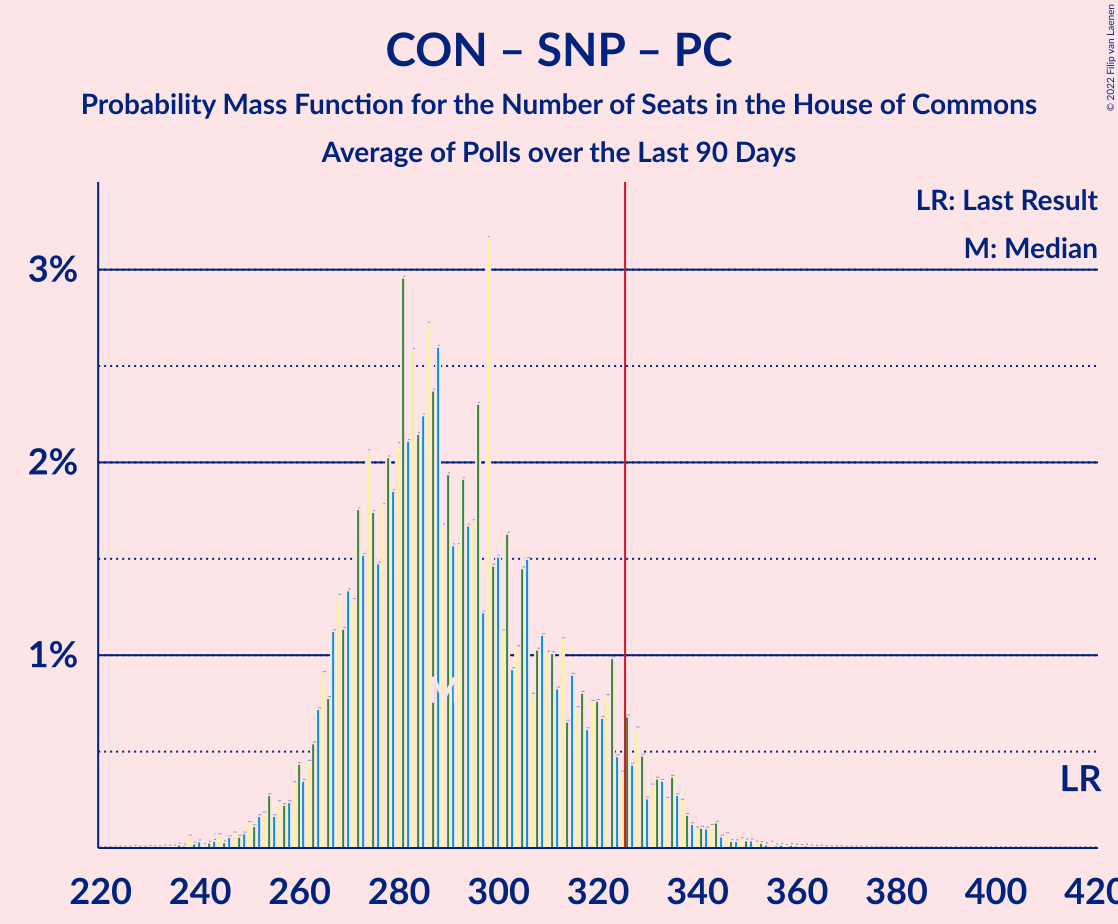 CON – SNP – PC
Probability Mass Function for the Number of Seats in the House of Commons
Average of Polls over the Last 90 Days
© 2022 Filip van Laenen
LR: Last Result
M: Median
3%
2%
1%
M
LR
220 240 260 280 300 320 340 360 380 400 420